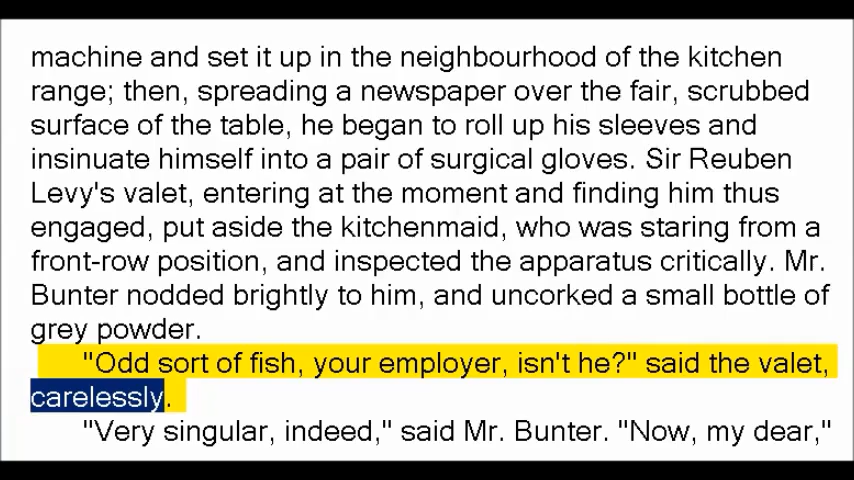 machine and set it up in the neighbourhood of the kitchen
range; then, spreading a newspaper over the fair, scrubbed
surface of the table, he began to roll up his sleeves and
insinuate himself into a pair of surgical gloves. Sir Reuben
Levy's valet, entering at the moment and finding him thus
engaged, put aside the kitchenmaid, who was staring from a
front-row position, and inspected the apparatus critically. Mr.
Bunter nodded brightly to him, and uncorked a small bottle of
grey powder.
"Odd sort of fish, your employer, isn't he?" said the valet,
carelessly.
"Very singular, indeed," said Mr. Bunter. "Now, my dear,"